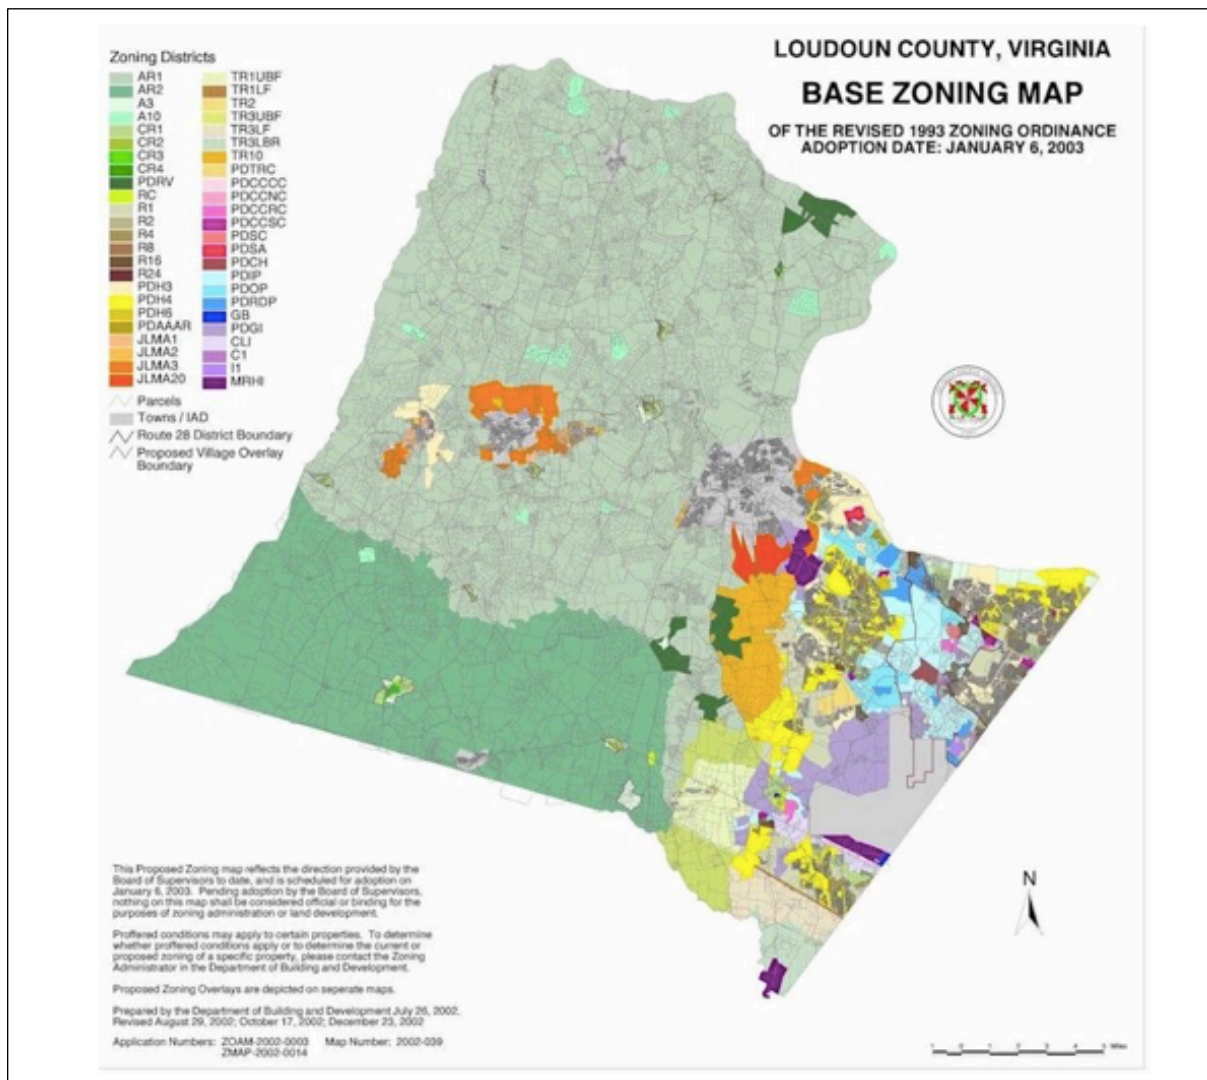 LOUDOUN COUNTY, VIRGINIA
BASE ZONING MAP
OF THE REVISED 1993 ZONING ORDINANCE
ADOPTION DATE: JANUARY 6, 2003
Zoning Districts
AR1
AR2
A3
A10
CR1
CR2
CR3
CR4
PDRV
RC
R1
R2
R4
R8
R16
R24
PDH3
PDH4
PDH6
PDAAAR
JLMA1
JLMA2
JLMA3
JLMA20
TR1UBF
TR1LF
TR2
TR3UBF
TR3LF
TR3LBR
TR10
PDTRC
PDCCCC
PDCCNC
PDCCRC
PDCCSC
PDSC
PDSA
PDCH
PDIP
PDOP
PDRDP
GB
PDGI
CLI
C1
I1
MRHI
Parcels
Towns / IAD
Route 28 District Boundary
Proposed Village Overlay
Boundary
This Proposed Zoning map reflects the direction provided by the
Board of Supervisors to date, and is scheduled for adoption on
January 6, 2003. Pending adoption by the Board of Supervisors,
nothing on this map shall be considered official or binding for the
purposes of zoning administration or land development.
Proffered conditions may apply to certain properties. To determine
whether proffered conditions apply or to determine the current or
proposed zoning of a specific property, please contact the Zoning
Administrator in the Department of Building and Development.
Proposed Zoning Overlays are depicted on seperate maps.
Prepared by the Department of Building and Development July 26, 2002.
Revised August 29, 2002; October 17, 2002; December 23, 2002
Application Numbers: ZOAM-2002-0003 Map Number: 2002-039
ZMAP-2002-0014
N
1 0 1 2 3 4 5 Miles